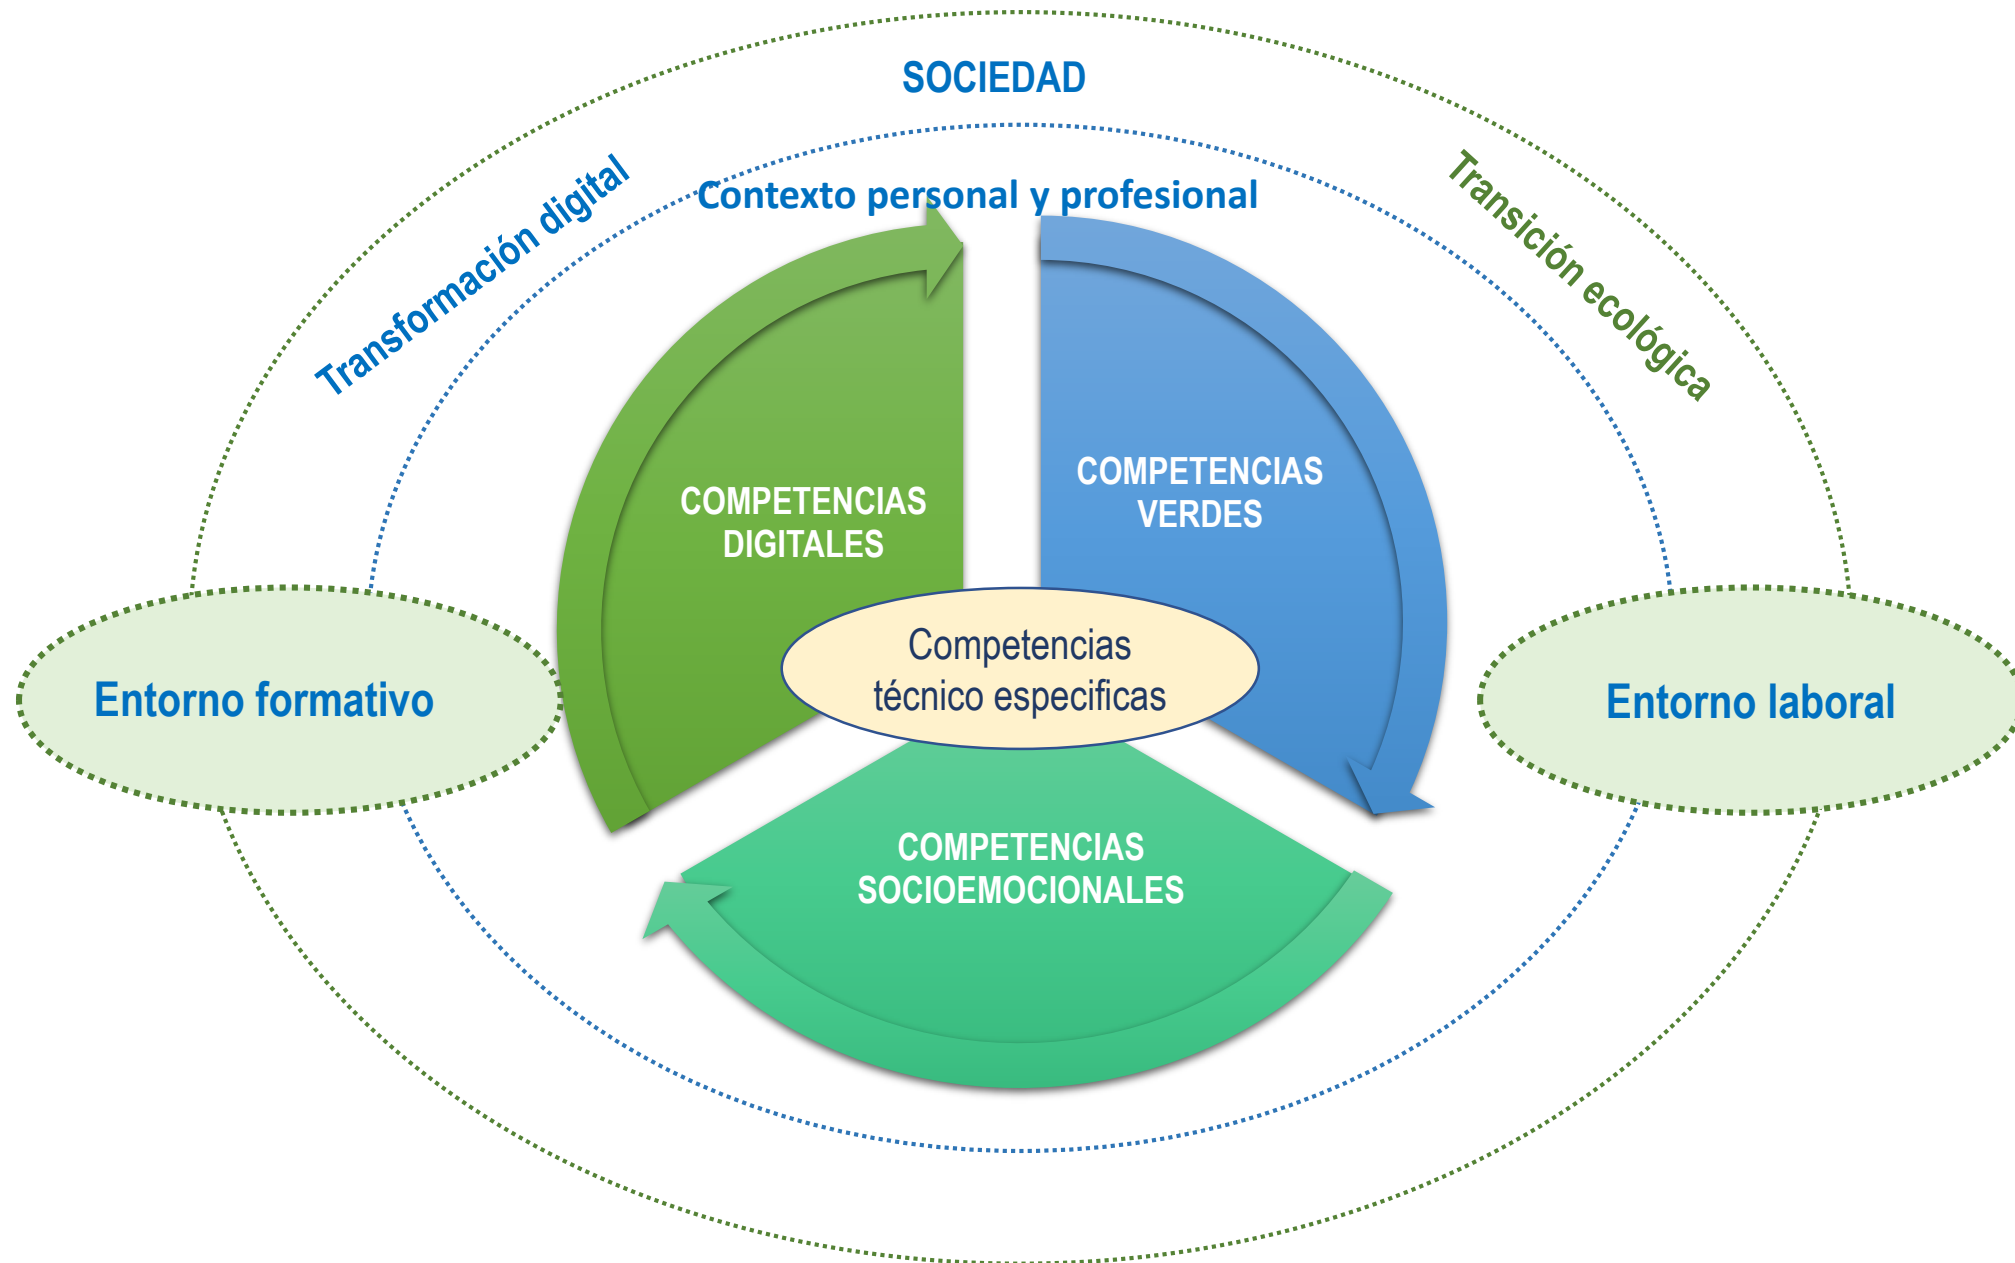 SOCIEDAD
Transformación digital
Contexto personal y profesional
Transición ecológica
COMPETENCIAS
DIGITALES
COMPETENCIAS
VERDES
Competencias
técnico especificas
Entorno formativo
Entorno laboral
COMPETENCIAS
SOCIOEMOCIONALES